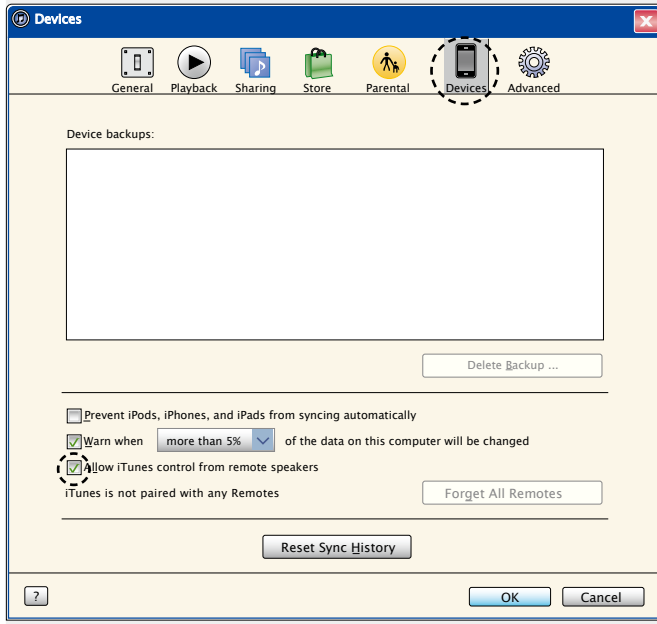 Devices
General Playback Sharing Store Parental Devices Advanced
Device backups:
Delete Backup ...
Prevent iPods, iPhones, and iPads from syncing automatically
Warn when more than 5% of the data on this computer will be changed
Allow iTunes control from remote speakers
iTunes is not paired with any Remotes Forget All Remotes
Reset Sync History
? OK Cancel